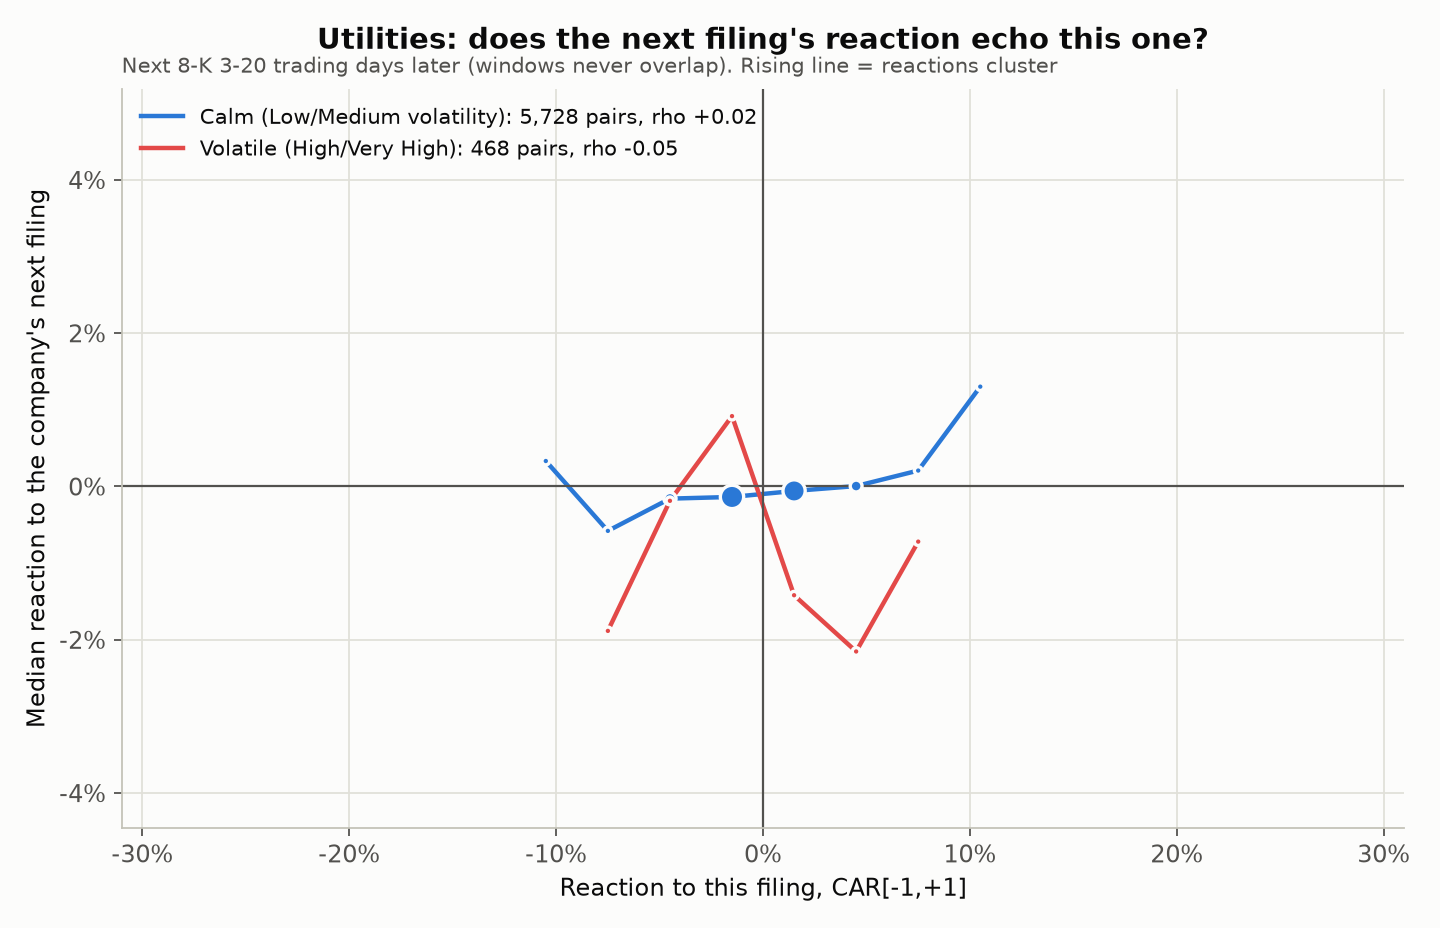 Utilities: does the next filing's reaction echo this one?
Next 8-K 3-20 trading days later (windows never overlap). Rising line = reactions cluster
Calm (Low/Medium volatility): 5,728 pairs, rho +0.02
Volatile (High/Very High): 468 pairs, rho -0.05
Median reaction to the company's next filing
4%
2%
0%
-2%
-4%
-30%
-20%
-10%
0%
10%
20%
30%
Reaction to this filing, CAR[-1,+1]